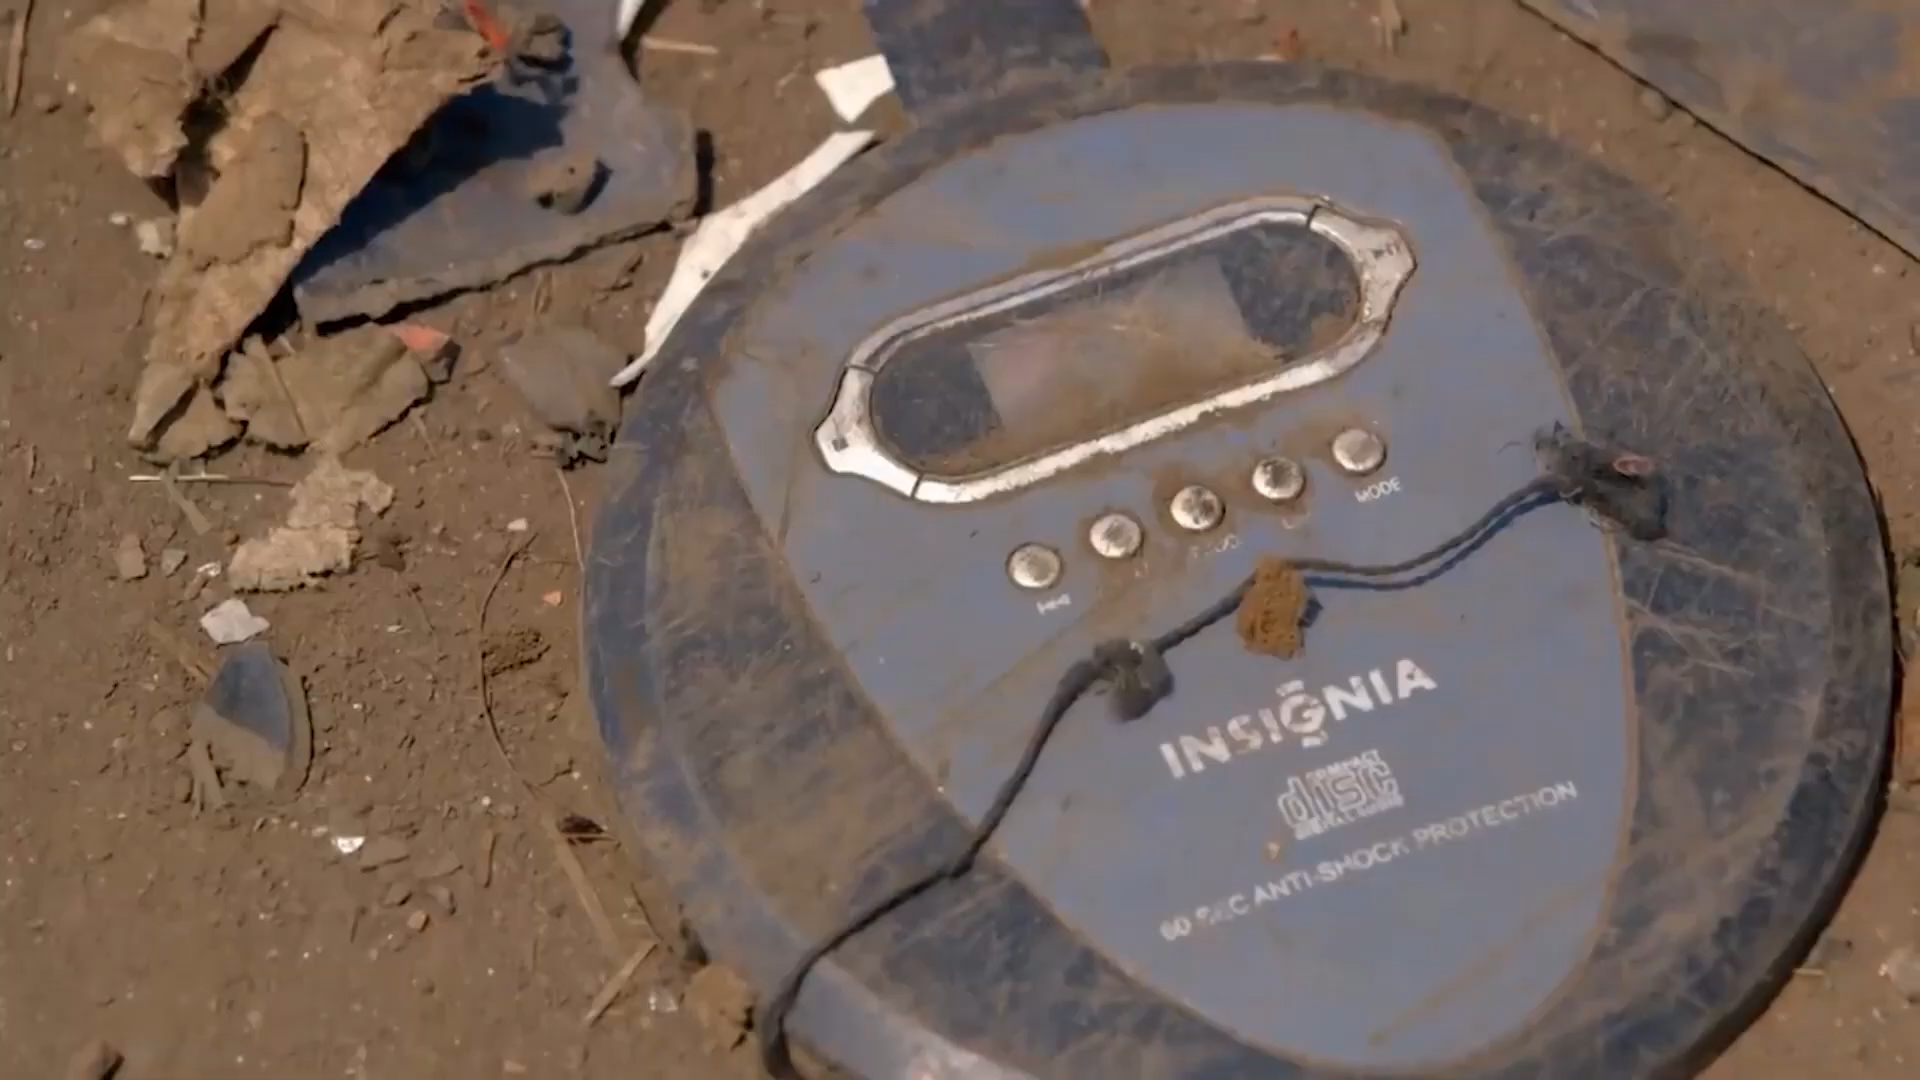 MODE
INSIGNIA
COMPACT
disc
DIGITAL AUDIO
60 SEC ANTI-SHOCK PROTECTION